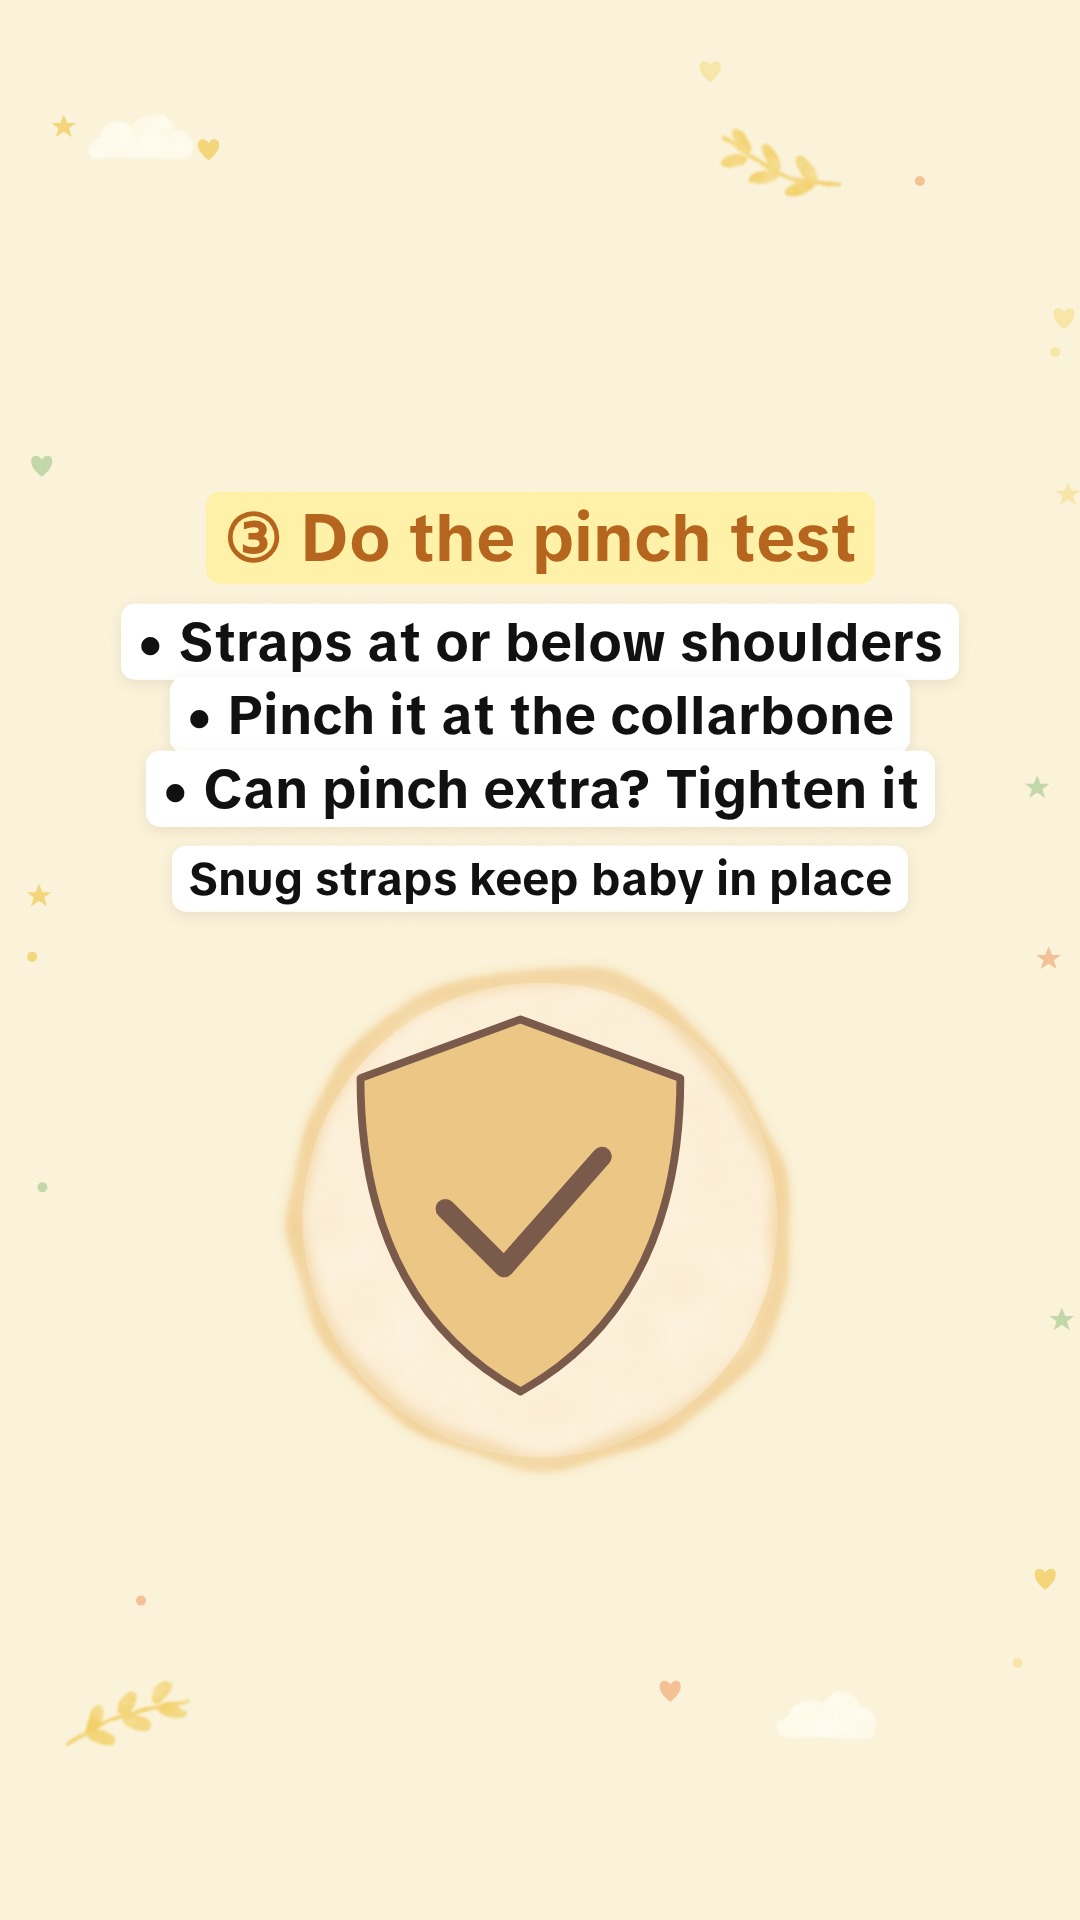 ③ Do the pinch test
• Straps at or below shoulders
• Pinch it at the collarbone
• Can pinch extra? Tighten it
Snug straps keep baby in place